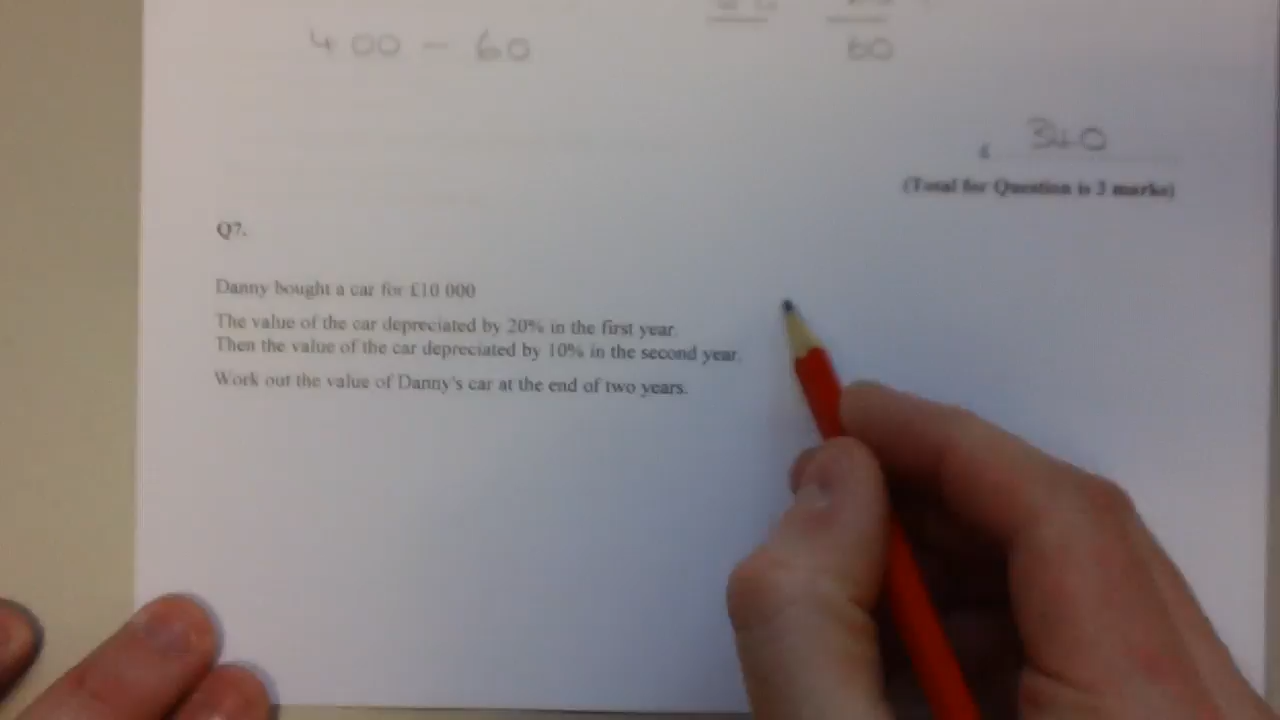 400 - 60
60
£ 340
(Total for Question is 3 marks)
Q7.
Danny bought a car for £10 000
The value of the car depreciated by 20% in the first year.
Then the value of the car depreciated by 10% in the second year.
Work out the value of Danny's car at the end of two years.